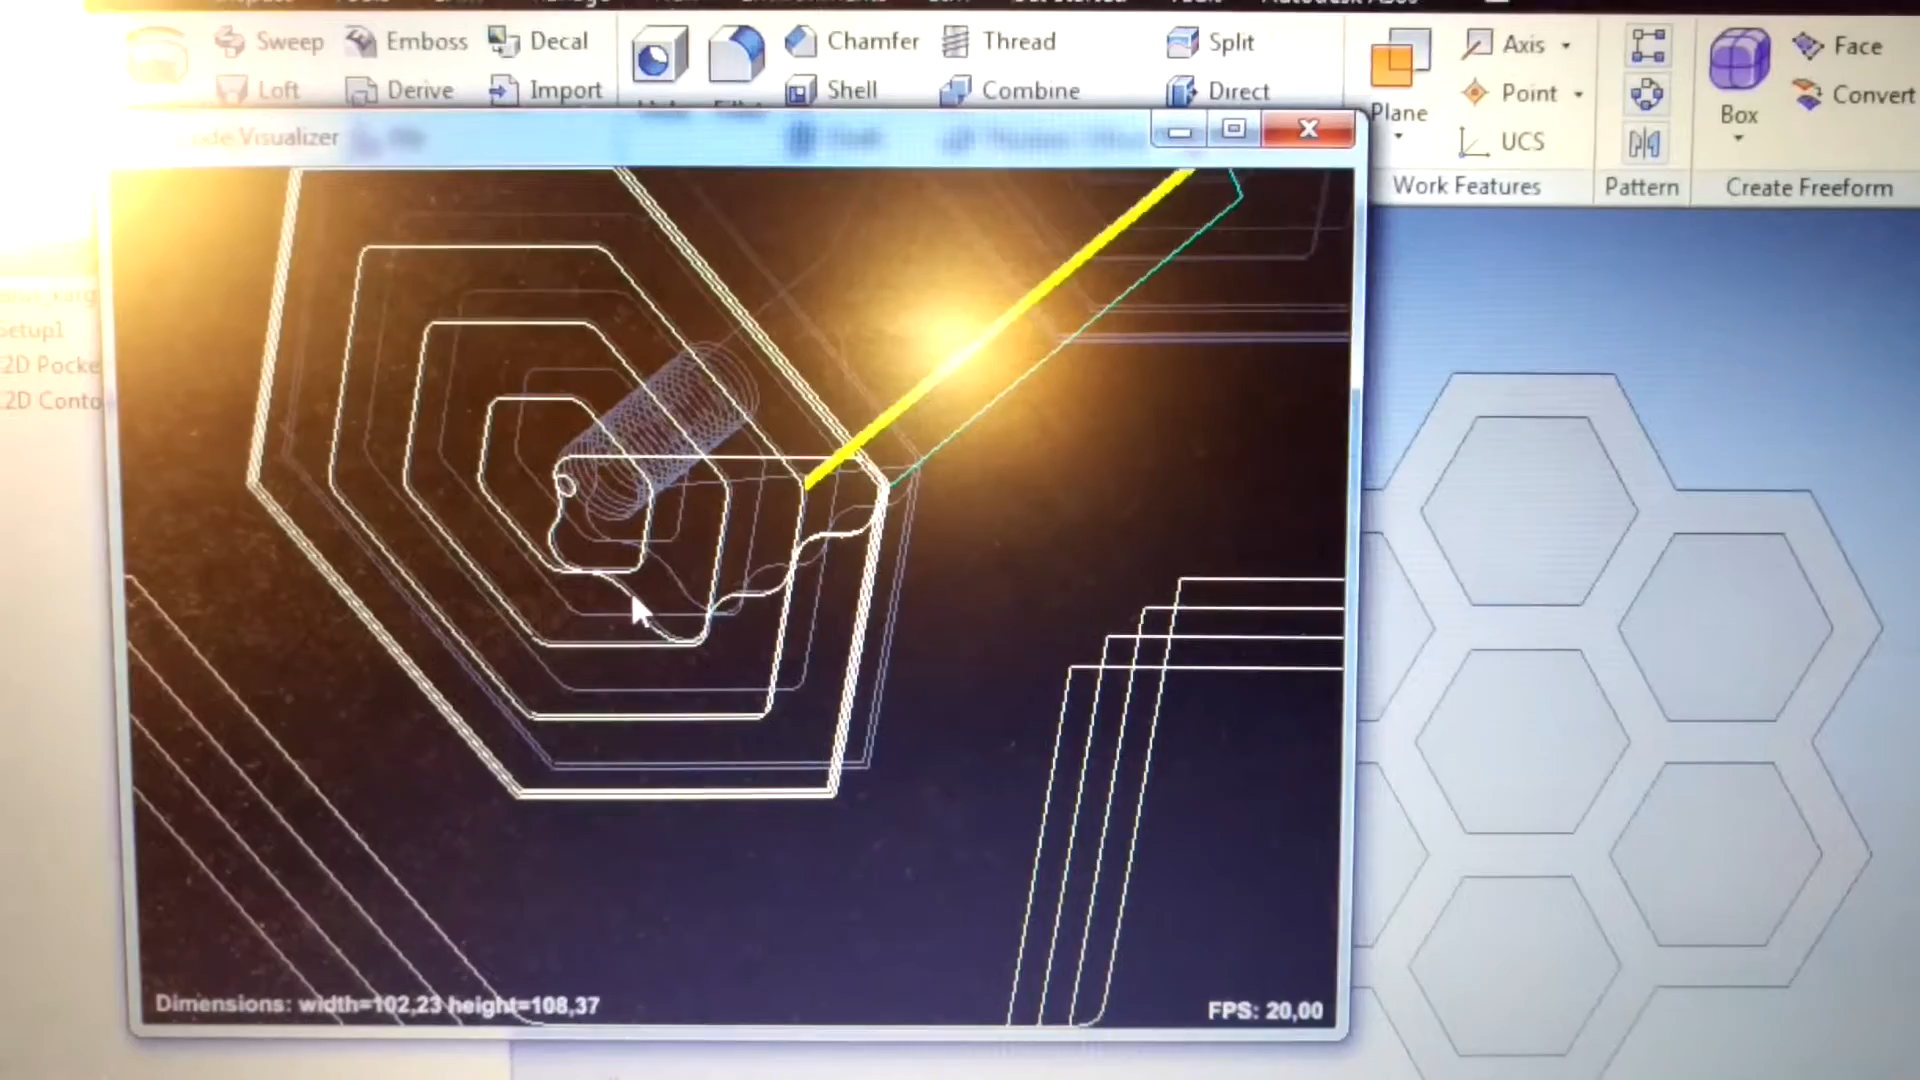 Sweep Emboss Decal Chamfer Thread Split Axis Face
Loft Derive Import Shell Combine Direct Plane Point Box Convert
UCS
Work Features Pattern Create Freeform
Visualizer
Setup1
2D Pocke
2D Conto
Dimensions: width=102,23 height=108,37
FPS: 20,00